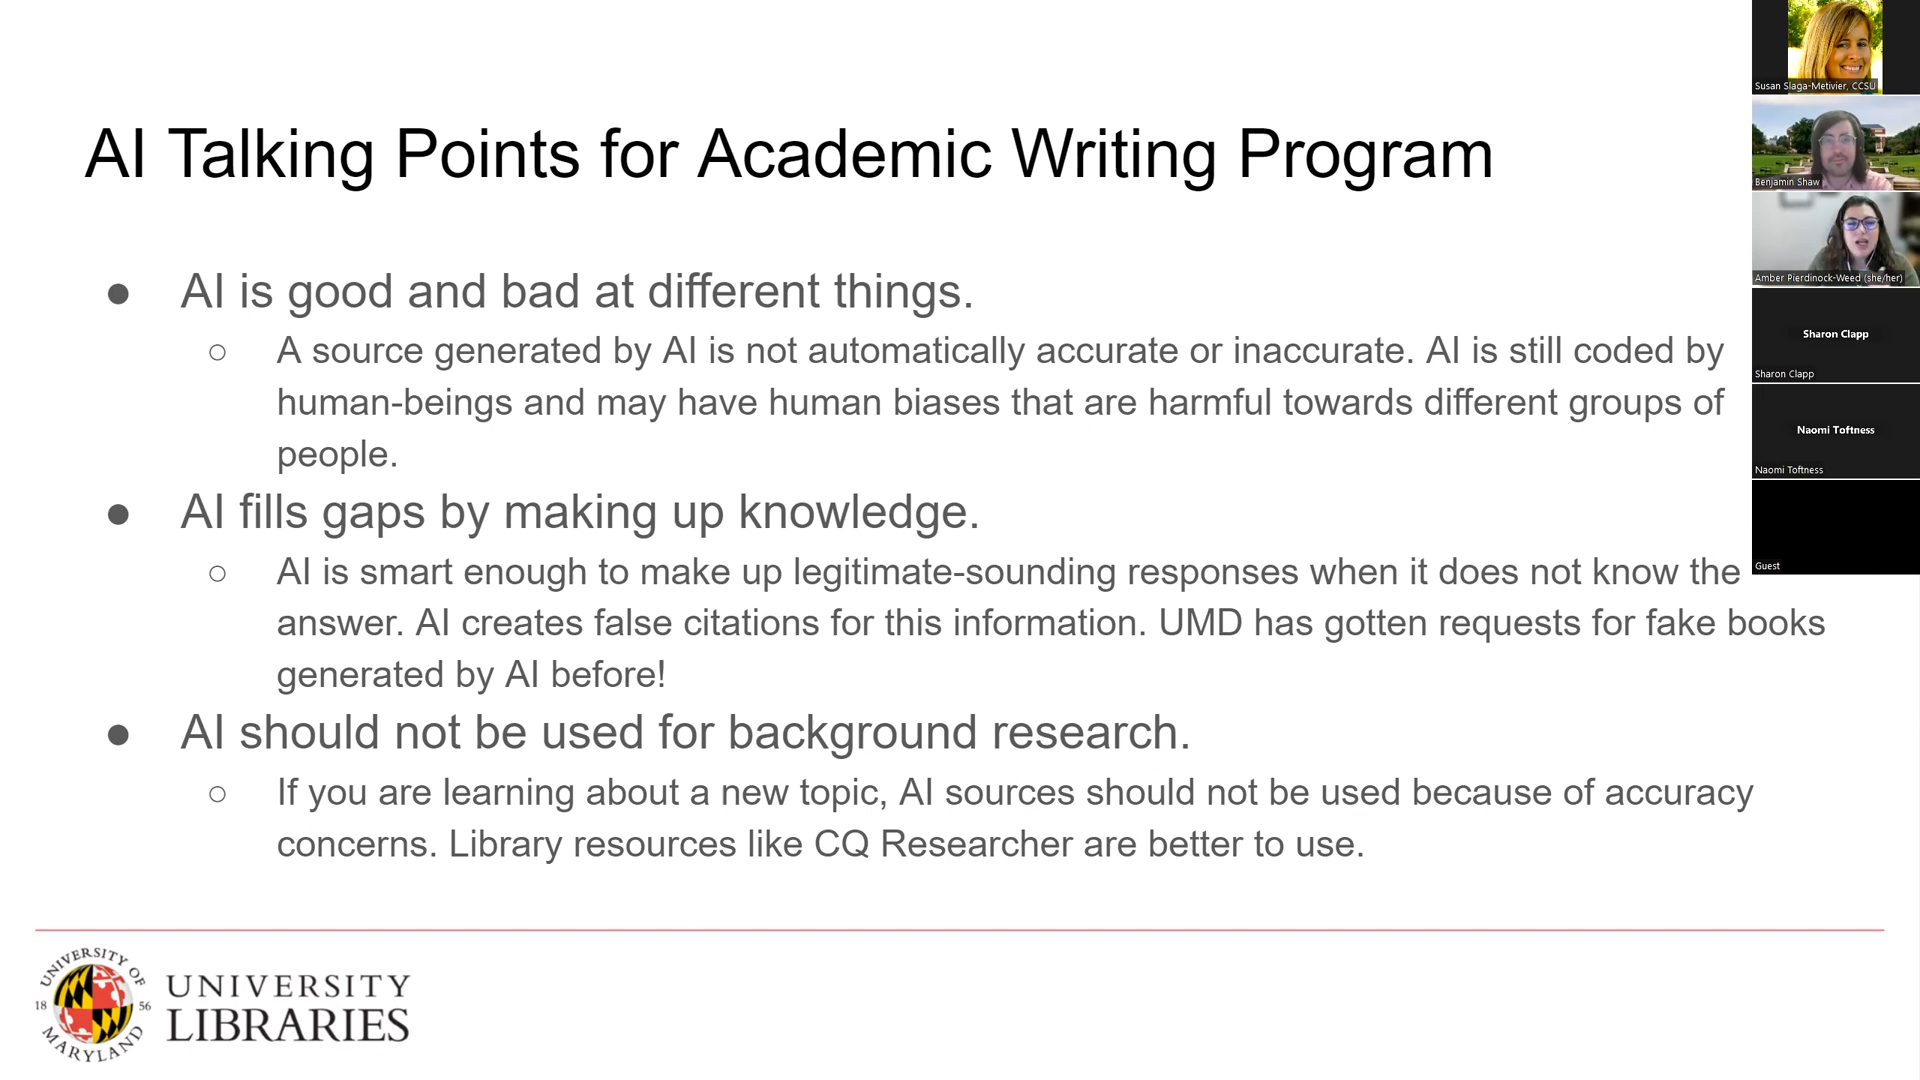 AI Talking Points for Academic Writing Program
● AI is good and bad at different things.
○ A source generated by AI is not automatically accurate or inaccurate. AI is still coded by
human-beings and may have human biases that are harmful towards different groups of
people.
● AI fills gaps by making up knowledge.
○ AI is smart enough to make up legitimate-sounding responses when it does not know the
answer. AI creates false citations for this information. UMD has gotten requests for fake books
generated by AI before!
● AI should not be used for background research.
○ If you are learning about a new topic, AI sources should not be used because of accuracy
concerns. Library resources like CQ Researcher are better to use.
UNIVERSITY OF
18 56
MARYLAND
UNIVERSITY
LIBRARIES
Susan Slaga-Metivier, CCSU
Benjamin Shaw
Amber Pierdinock-Weed (she/her)
Sharon Clapp
Sharon Clapp
Naomi Toftness
Naomi Toftness
Guest